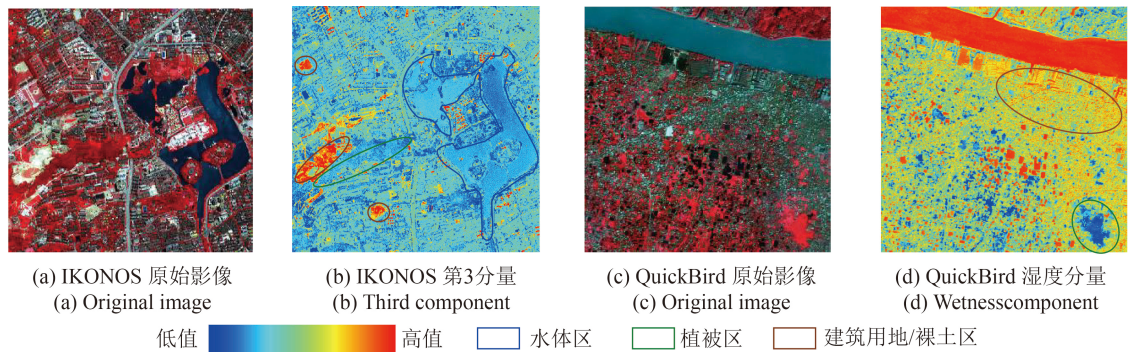 (a) IKONOS 原始影像
(a) Original image
(b) IKONOS 第3分量
(b) Third component
(c) QuickBird 原始影像
(c) Original image
(d) QuickBird 湿度分量
(d) Wetnesscomponent
低值 高值 水体区 植被区 建筑用地/裸土区